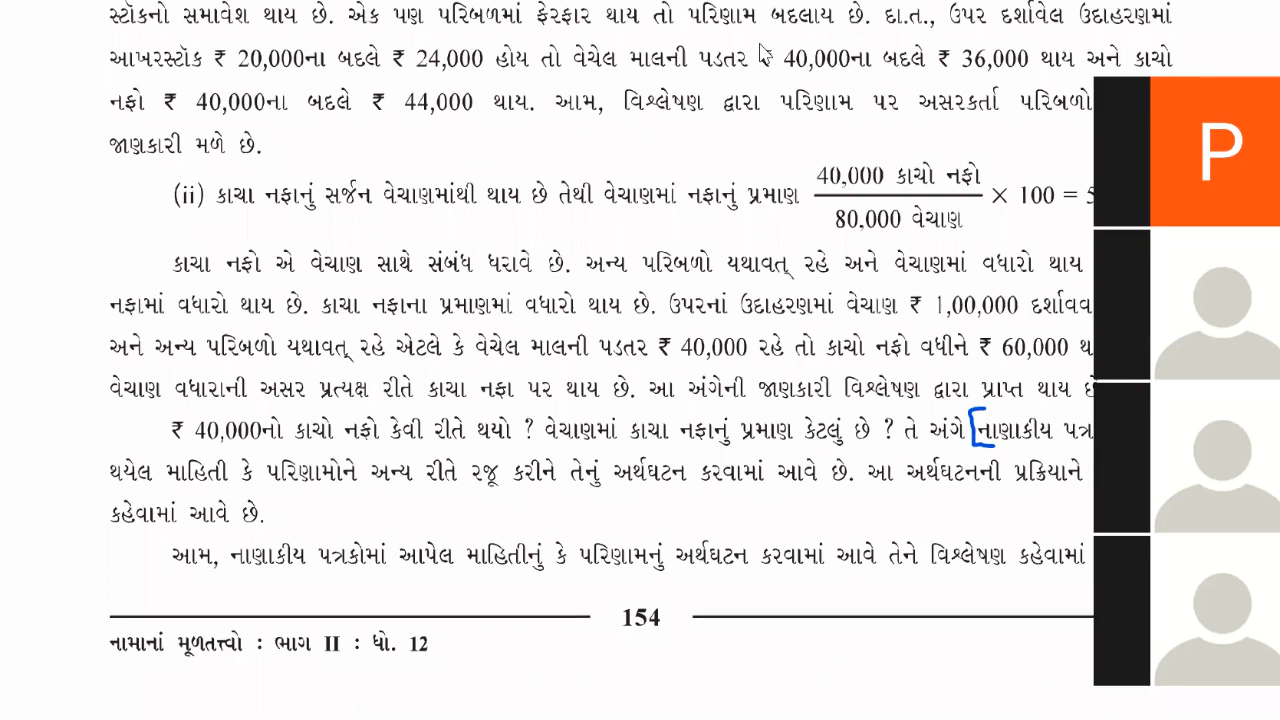 સ્ટૉકનો સમાવેશ થાય છે. એક પણ પરિબળમાં ફેરફાર થાય તો પરિણામ બદલાય છે. દા.ત., ઉપર દર્શાવેલ ઉદાહરણમાં
આખરસ્ટૉક ₹ 20,000ના બદલે ₹ 24,000 હોય તો વેચેલ માલની પડતર ₹ 40,000ના બદલે ₹ 36,000 થાય અને કાચો
નફો ₹ 40,000ના બદલે ₹ 44,000 થાય. આમ, વિશ્લેષણ દ્વારા પરિણામ પર અસરકર્તા પરિબળો
જાણકારી મળે છે.
(ii) કાચા નફાનું સર્જન વેચાણમાંથી થાય છે તેથી વેચાણમાં નફાનું પ્રમાણ 40,000 કાચો નફો / 80,000 વેચાણ × 100 =
કાચા નફો એ વેચાણ સાથે સંબંધ ધરાવે છે. અન્ય પરિબળો યથાવત્ રહે અને વેચાણમાં વધારો થાય
નફામાં વધારો થાય છે. કાચા નફાના પ્રમાણમાં વધારો થાય છે. ઉપરનાં ઉદાહરણમાં વેચાણ ₹ 1,00,000 દર્શાવવ
અને અન્ય પરિબળો યથાવત્ રહે એટલે કે વેચેલ માલની પડતર ₹ 40,000 રહે તો કાચો નફો વધીને ₹ 60,000 થ
વેચાણ વધારાની અસર પ્રત્યક્ષ રીતે કાચા નફા પર થાય છે. આ અંગેની જાણકારી વિશ્લેષણ દ્વારા પ્રાપ્ત થાય છે
₹ 40,000નો કાચો નફો કેવી રીતે થયો ? વેચાણમાં કાચા નફાનું પ્રમાણ કેટલું છે ? તે અંગે નાણાકીય પત્ર
થયેલ માહિતી કે પરિણામોને અન્ય રીતે રજૂ કરીને તેનું અર્થઘટન કરવામાં આવે છે. આ અર્થઘટનની પ્રક્રિયાને
કહેવામાં આવે છે.
આમ, નાણાકીય પત્રકોમાં આપેલ માહિતીનું કે પરિણામનું અર્થઘટન કરવામાં આવે તેને વિશ્લેષણ કહેવામાં
154
નામાનાં મૂળતત્ત્વો : ભાગ II : ધો. 12
P